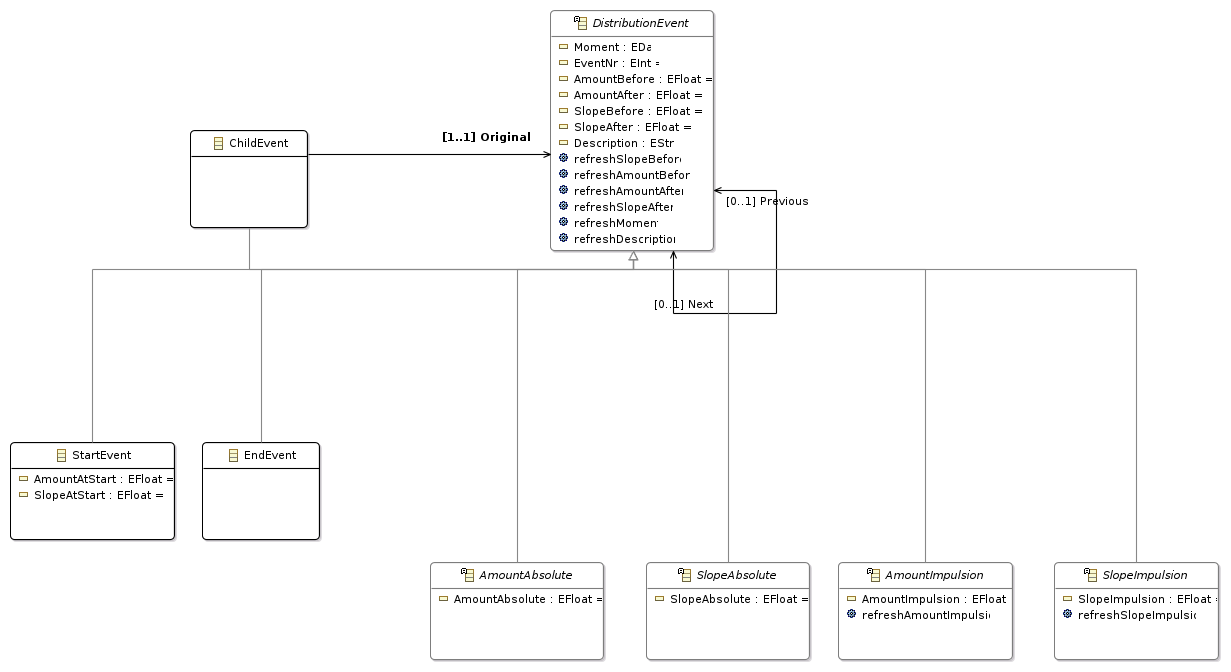 DistributionEvent
Moment : EDa
EventNr : EInt =
AmountBefore : EFloat =
AmountAfter : EFloat =
SlopeBefore : EFloat =
SlopeAfter : EFloat =
Description : EStr
refreshSlopeBefore
refreshAmountBefor
refreshAmountAfter
refreshSlopeAfter
refreshMomen
refreshDescription
[1..1] Original
ChildEvent
[0..1] Previous
[0..1] Next
StartEvent
AmountAtStart : EFloat =
SlopeAtStart : EFloat =
EndEvent
AmountAbsolute
AmountAbsolute : EFloat =
SlopeAbsolute
SlopeAbsolute : EFloat =
AmountImpulsion
AmountImpulsion : EFloat
refreshAmountImpulsi
SlopeImpulsion
SlopeImpulsion : EFloat =
refreshSlopeImpulsi